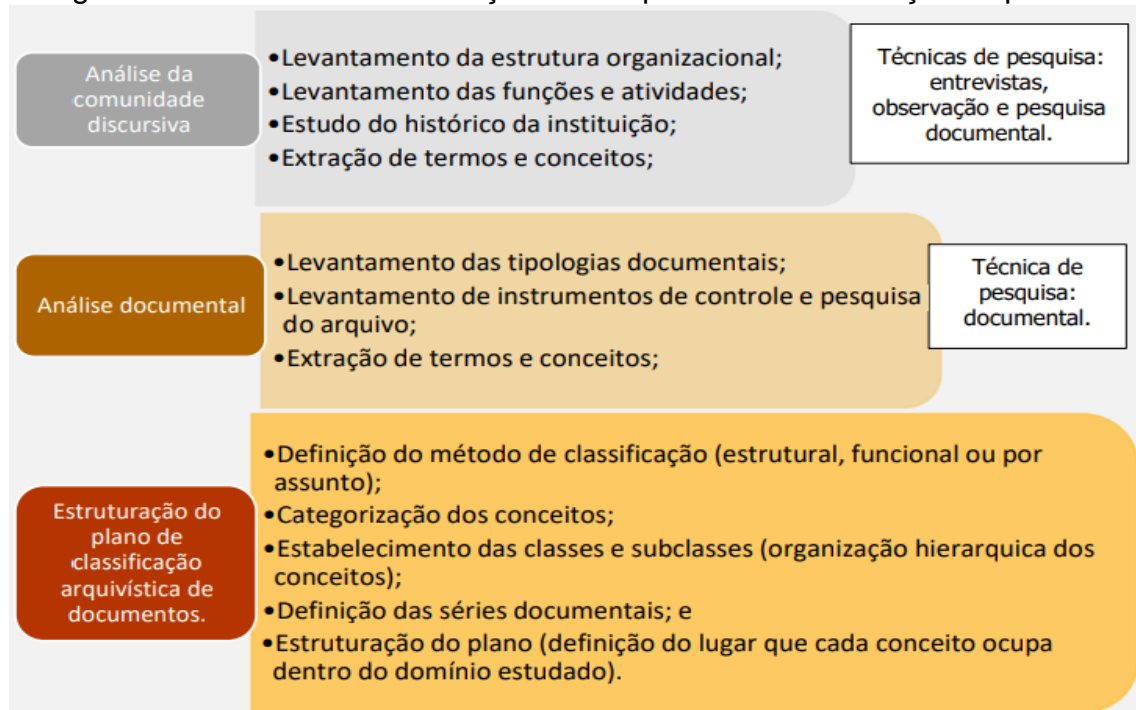 Análise da
comunidade
discursiva
•Levantamento da estrutura organizacional;
•Levantamento das funções e atividades;
•Estudo do histórico da instituição;
•Extração de termos e conceitos;
Técnicas de pesquisa:
entrevistas,
observação e pesquisa
documental.
Análise documental
•Levantamento das tipologias documentais;
•Levantamento de instrumentos de controle e pesquisa
do arquivo;
•Extração de termos e conceitos;
Técnica de
pesquisa:
documental.
Estruturação do
plano de
classificação
arquivística de
documentos.
•Definição do método de classificação (estrutural, funcional ou por
assunto);
•Categorização dos conceitos;
•Estabelecimento das classes e subclasses (organização hierarquica dos
conceitos);
•Definição das séries documentais; e
•Estruturação do plano (definição do lugar que cada conceito ocupa
dentro do domínio estudado).